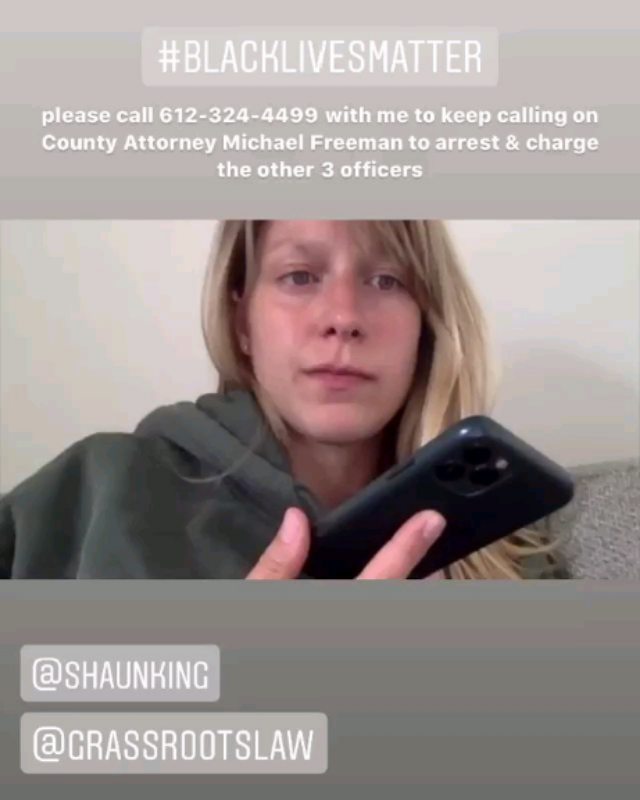 #BLACKLIVESMATTER
please call 612-324-4499 with me to keep calling on
County Attorney Michael Freeman to arrest & charge
the other 3 officers
@SHAUNKING
@GRASSROOTSLAW